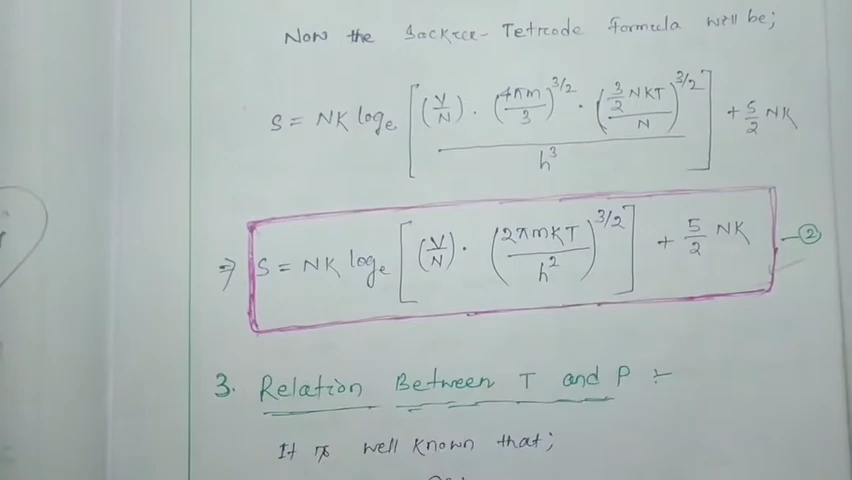 Now the Sackur-Tetrode formula will be;
S = NK logₑ [ (V/N) · (4πm/3)^3/2 · (3/2 NKT / N)^3/2 / h³ ] + 5/2 NK
⇒ S = NK logₑ [ (V/N) · (2πmKT / h²)^3/2 ] + 5/2 NK — ②
3. Relation Between T and P :-
It is well known that;